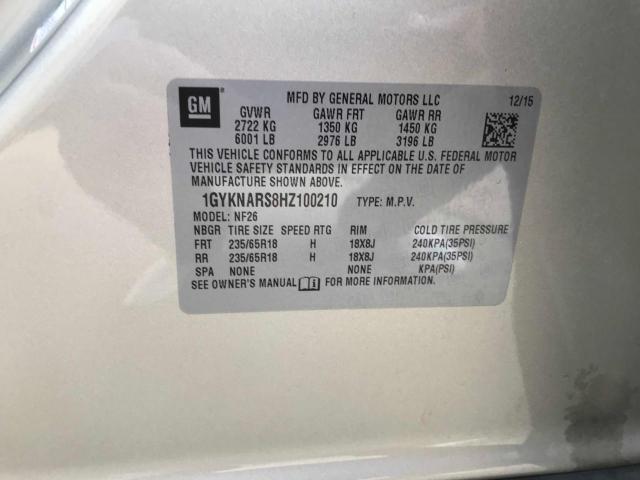 GM
MFD BY GENERAL MOTORS LLC 12/15
GVWR GAWR FRT GAWR RR
2722 KG 1350 KG 1450 KG
6001 LB 2976 LB 3196 LB
THIS VEHICLE CONFORMS TO ALL APPLICABLE U.S. FEDERAL MOTOR
VEHICLE SAFETY STANDARDS IN EFFECT ON THE DATE OF
MANUFACTURE SHOWN ABOVE.
1GYKNARS8HZ100210 TYPE: M.P.V.
MODEL: NF26
NBGR TIRE SIZE SPEED RTG RIM COLD TIRE PRESSURE
FRT 235/65R18 H 18X8J 240KPA(35PSI)
RR 235/65R18 H 18X8J 240KPA(35PSI)
SPA NONE NONE KPA(PSI)
SEE OWNER'S MANUAL FOR MORE INFORMATION.